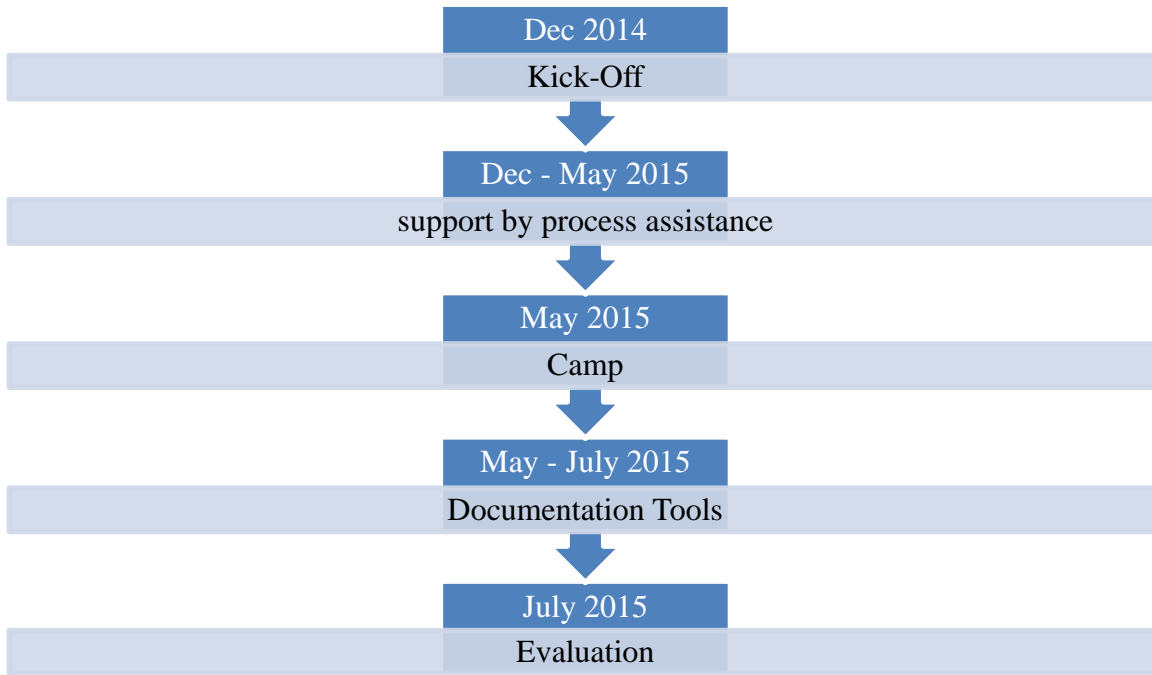 Dec 2014
Kick-Off
Dec - May 2015
support by process assistance
May 2015
Camp
May - July 2015
Documentation Tools
July 2015
Evaluation